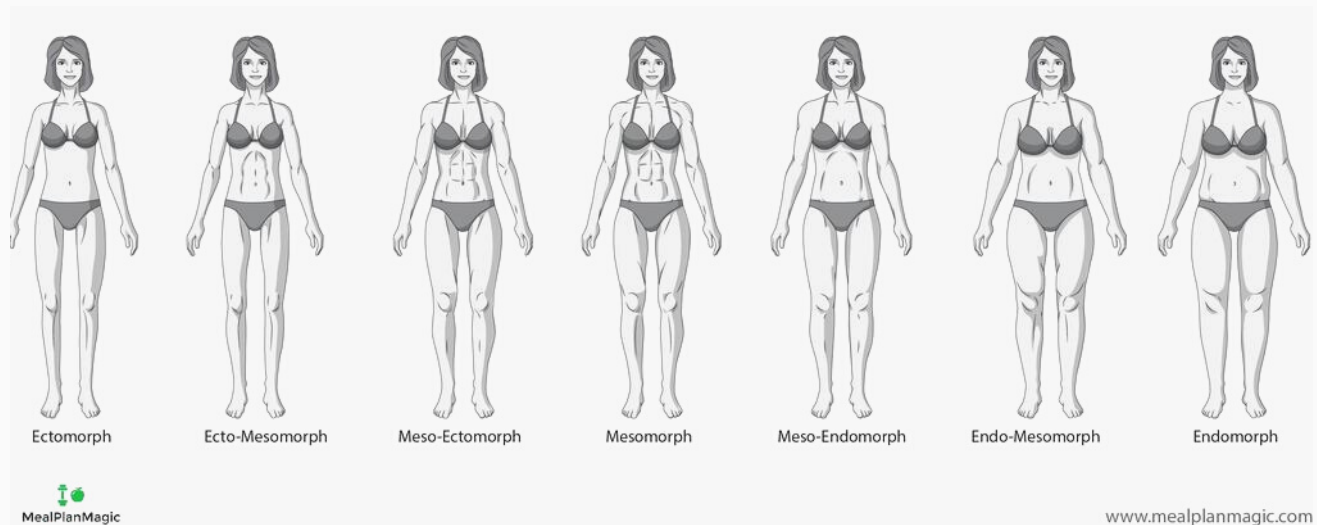 Ectomorph
Ecto-Mesomorph
Meso-Ectomorph
Mesomorph
Meso-Endomorph
Endo-Mesomorph
Endomorph
MealPlanMagic
www.mealplanmagic.com